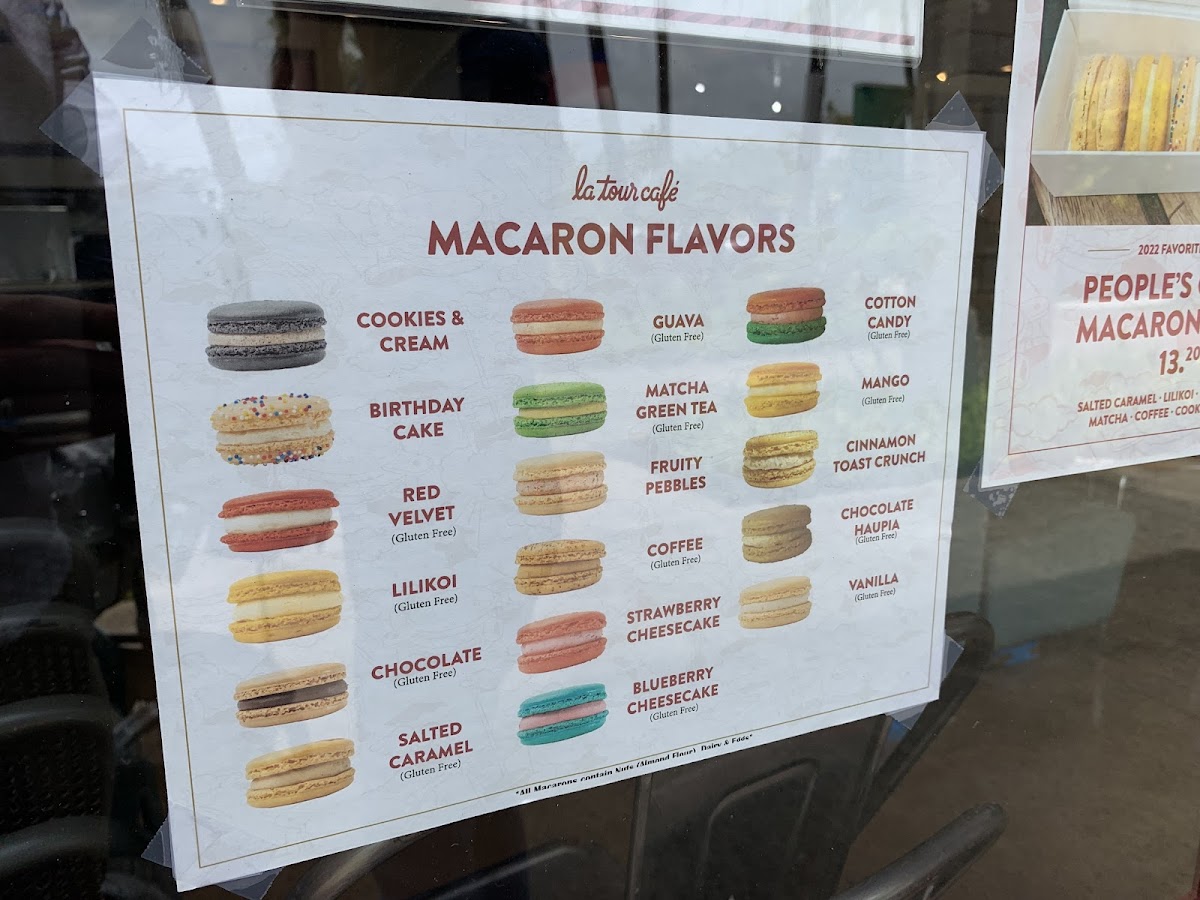 la tour café
MACARON FLAVORS
COOKIES &
CREAM
BIRTHDAY
CAKE
RED
VELVET
(Gluten Free)
LILIKOI
(Gluten Free)
CHOCOLATE
(Gluten Free)
SALTED
CARAMEL
(Gluten Free)
GUAVA
(Gluten Free)
MATCHA
GREEN TEA
(Gluten Free)
FRUITY
PEBBLES
COFFEE
(Gluten Free)
STRAWBERRY
CHEESECAKE
BLUEBERRY
CHEESECAKE
(Gluten Free)
COTTON
CANDY
(Gluten Free)
MANGO
(Gluten Free)
CINNAMON
TOAST CRUNCH
CHOCOLATE
HAUPIA
(Gluten Free)
VANILLA
(Gluten Free)
*All Macarons contain Nuts (Almond Flour), Dairy & Eggs*
2022 FAVORIT
PEOPLE'S
MACARON
13.20
SALTED CARAMEL · LILIKOI ·
MATCHA · COFFEE · COO